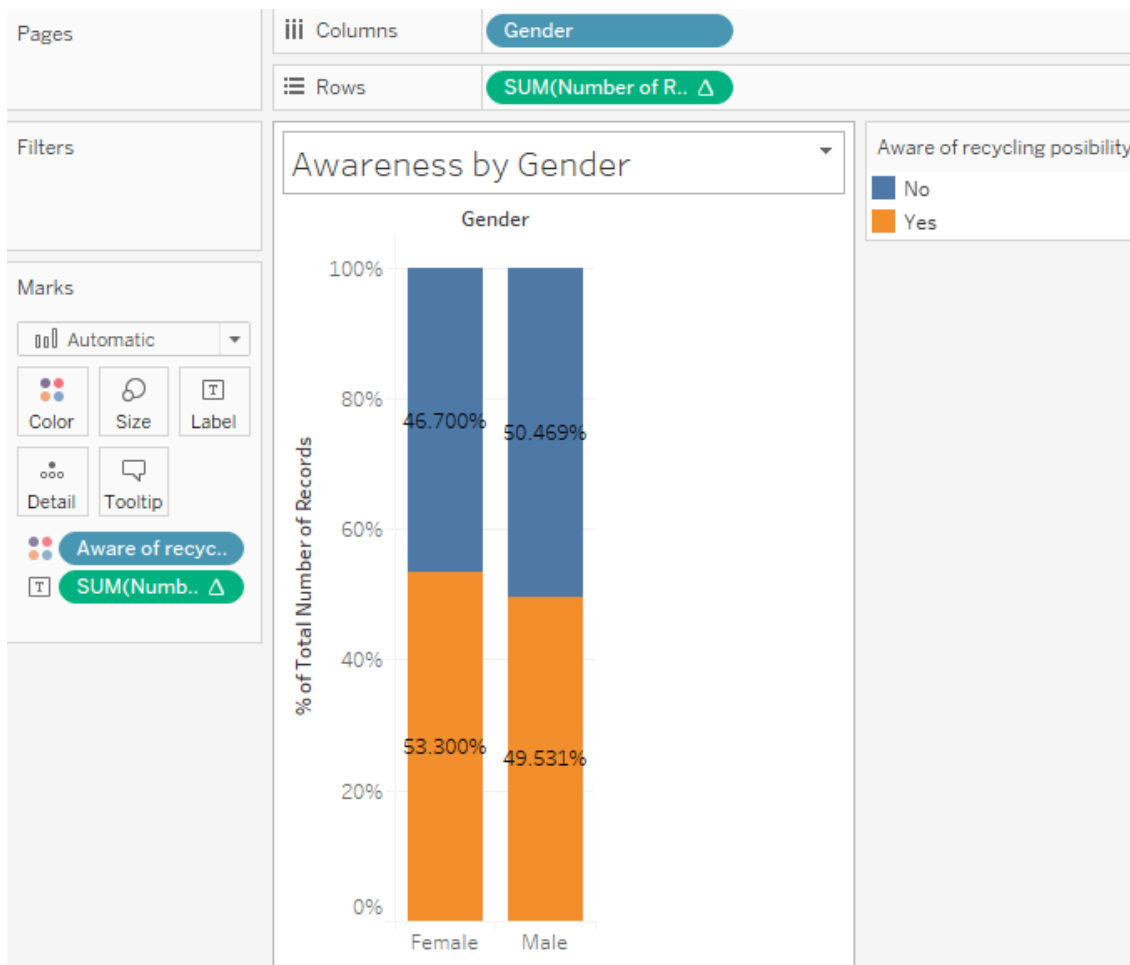 Pages
Columns
Gender
Rows
SUM(Number of R.. Δ
Filters
Marks
Automatic
Color
Size
Label
Detail
Tooltip
Aware of recyc..
SUM(Numb.. Δ
Awareness by Gender
Gender
% of Total Number of Records
100%
80%
60%
40%
20%
0%
46.700%
50.469%
53.300%
49.531%
Female
Male
Aware of recycling posibility
No
Yes